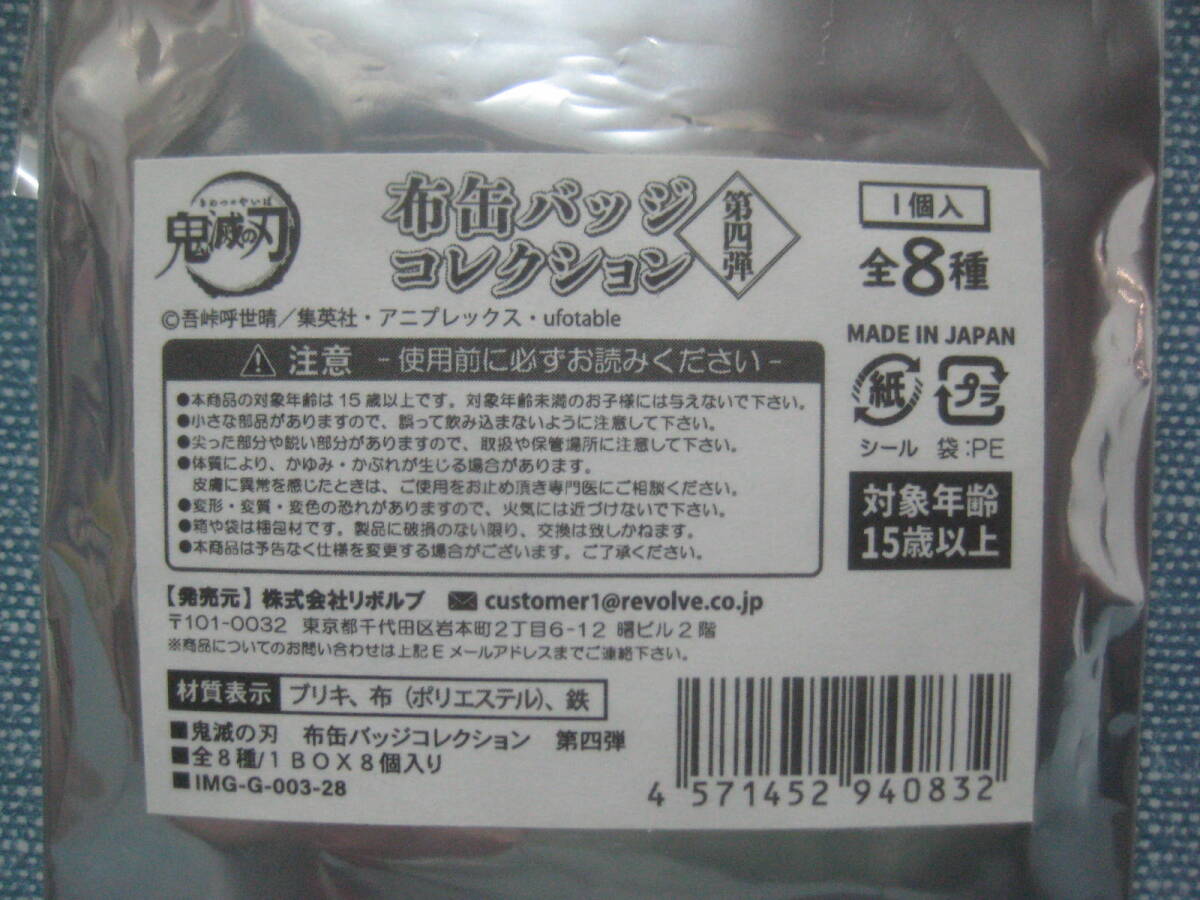 きめつのやいば
鬼滅の刃
布缶バッジ
コレクション
第四弾
1個入
全8種
©吾峠呼世晴／集英社・アニプレックス・ufotable
MADE IN JAPAN
注意 -使用前に必ずお読みください-
●本商品の対象年齢は15歳以上です。対象年齢未満のお子様には与えないで下さい。
●小さな部品がありますので、誤って飲み込まないように注意して下さい。
●尖った部分や鋭い部分がありますので、取扱や保管場所に注意して下さい。
●体質により、かゆみ・かぶれが生じる場合があります。
皮膚に異常を感じたときは、ご使用をお止め頂き専門医にご相談ください。
●変形・変質・変色の恐れがありますので、火気には近づけないで下さい。
●箱や袋は梱包材です。製品に破損のない限り、交換は致しかねます。
●本商品は予告なく仕様を変更する場合がございます。ご了承ください。
紙 プラ
シール 袋:PE
対象年齢
15歳以上
【発売元】株式会社リボルブ customer1@revolve.co.jp
〒101-0032 東京都千代田区岩本町2丁目6-12 曙ビル2階
※商品についてのお問い合わせは上記Eメールアドレスまでご連絡下さい。
材質表示 ブリキ、布（ポリエステル）、鉄
■鬼滅の刃 布缶バッジコレクション 第四弾
■全8種/1BOX8個入り
■IMG-G-003-28
4 571452 940832